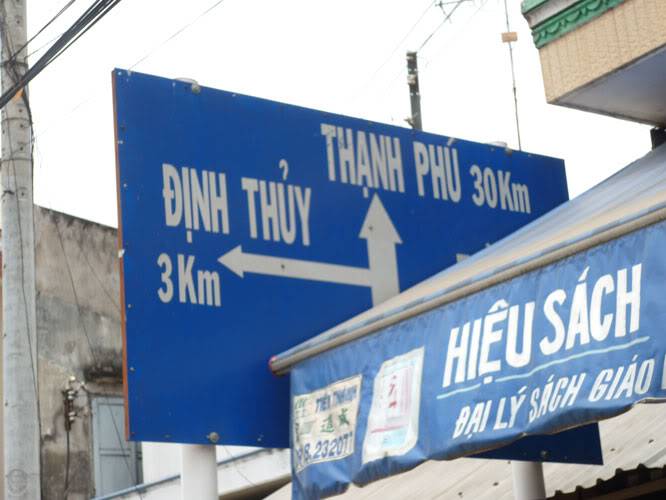 THẠNH PHÚ 30Km
ĐỊNH THỦY
3Km
HIỆU SÁCH
ĐẠI LÝ SÁCH GIÁO